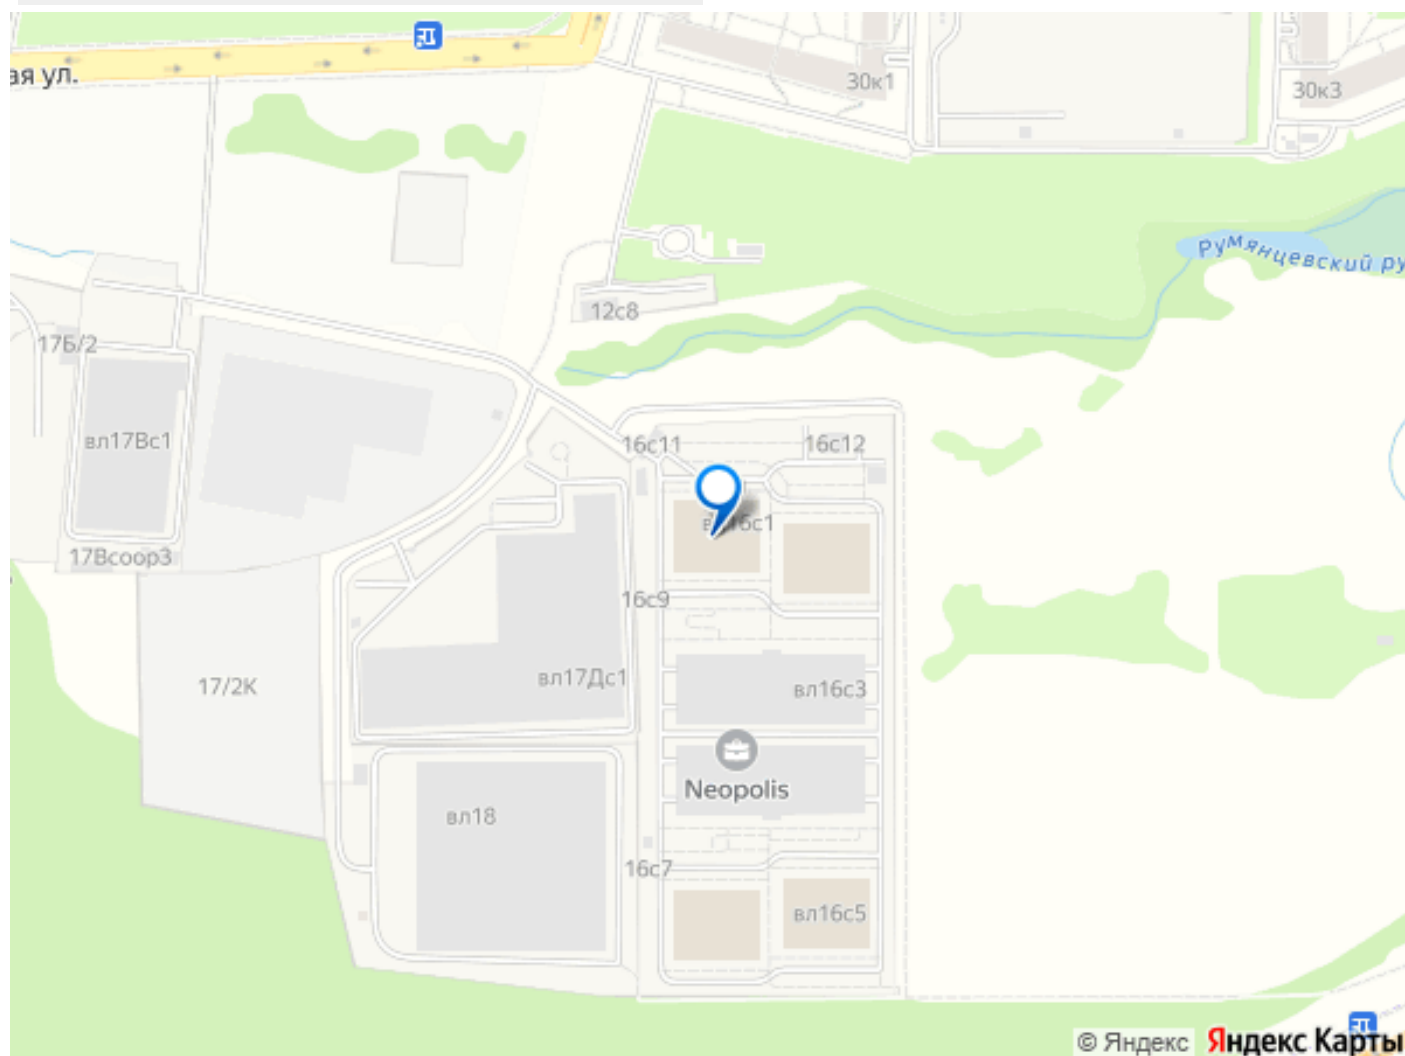 ая ул.
30к1
30к3
Румянцевский ру
12с8
17Б/2
вл17Вс1
16с11
16с12
вл16с1
17Всоор3
16с9
17/2К
вл17Дс1
вл16с3
Neopolis
вл18
16с7
вл16с5
© Яндекс Яндекс Карты